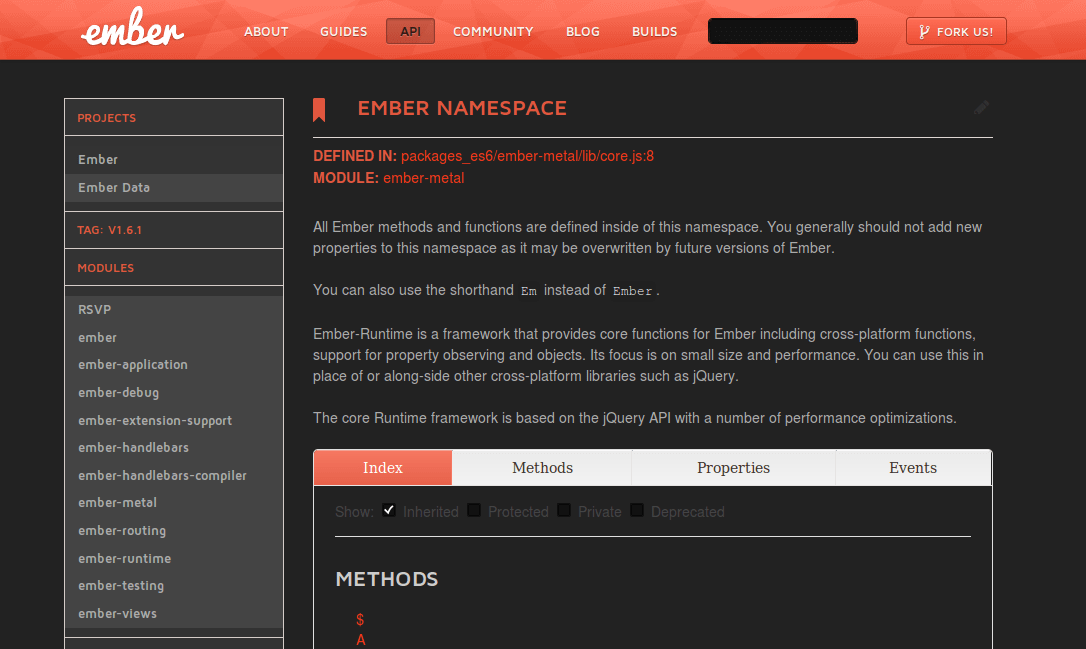 ember
ABOUT
GUIDES
API
COMMUNITY
BLOG
BUILDS
FORK US!
PROJECTS
Ember
Ember Data
TAG: V1.6.1
MODULES
RSVP
ember
ember-application
ember-debug
ember-extension-support
ember-handlebars
ember-handlebars-compiler
ember-metal
ember-routing
ember-runtime
ember-testing
ember-views
EMBER NAMESPACE
DEFINED IN: packages_es6/ember-metal/lib/core.js:8
MODULE: ember-metal
All Ember methods and functions are defined inside of this namespace. You generally should not add new
properties to this namespace as it may be overwritten by future versions of Ember.
You can also use the shorthand Em instead of Ember.
Ember-Runtime is a framework that provides core functions for Ember including cross-platform functions,
support for property observing and objects. Its focus is on small size and performance. You can use this in
place of or along-side other cross-platform libraries such as jQuery.
The core Runtime framework is based on the jQuery API with a number of performance optimizations.
Index
Methods
Properties
Events
Show: Inherited Protected Private Deprecated
METHODS
$
A